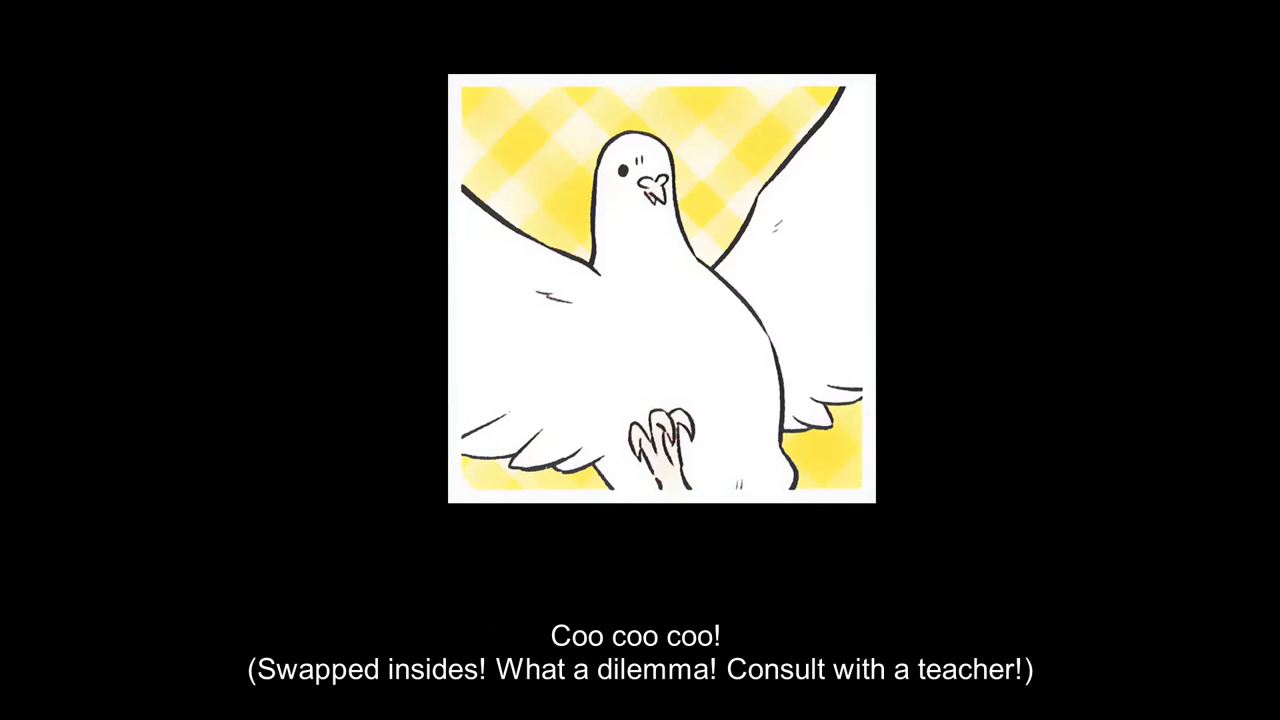 Coo coo coo!
(Swapped insides! What a dilemma! Consult with a teacher!)